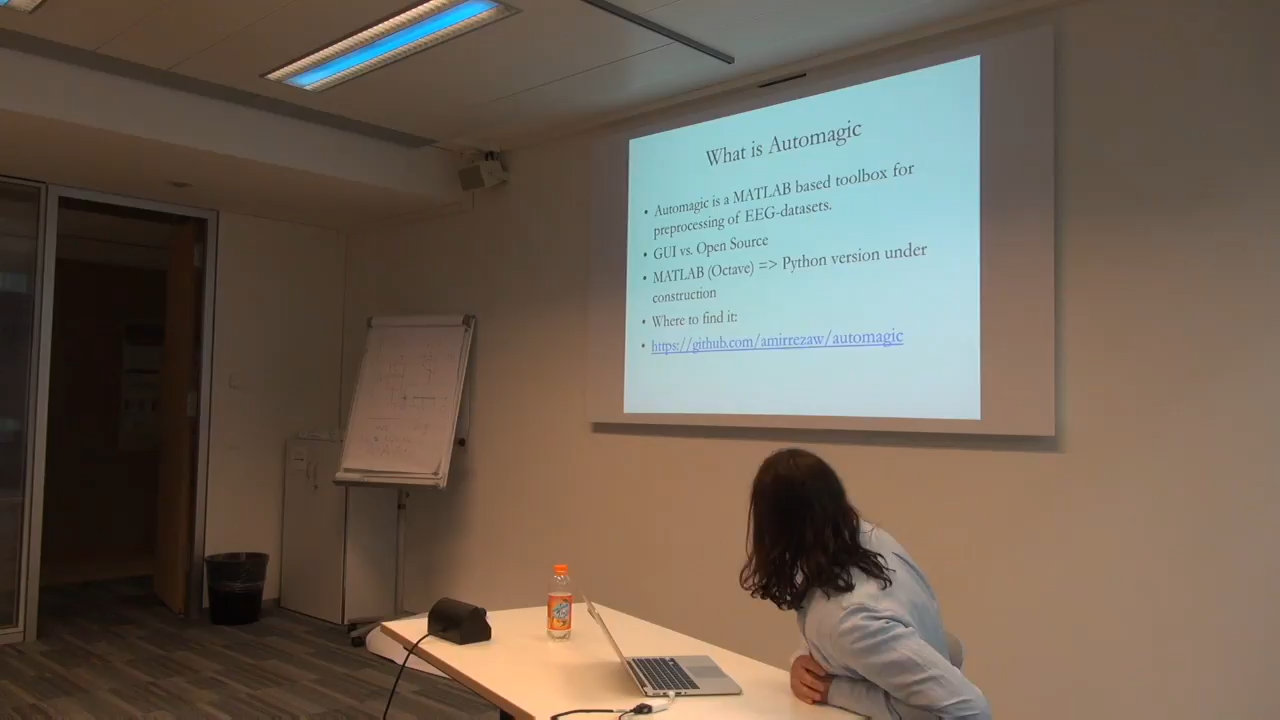 What is Automagic
• Automagic is a MATLAB based toolbox for
preprocessing of EEG-datasets.
• GUI vs. Open Source
• MATLAB (Octave) => Python version under
construction
• Where to find it:
• https://github.com/amirrezaw/automagic